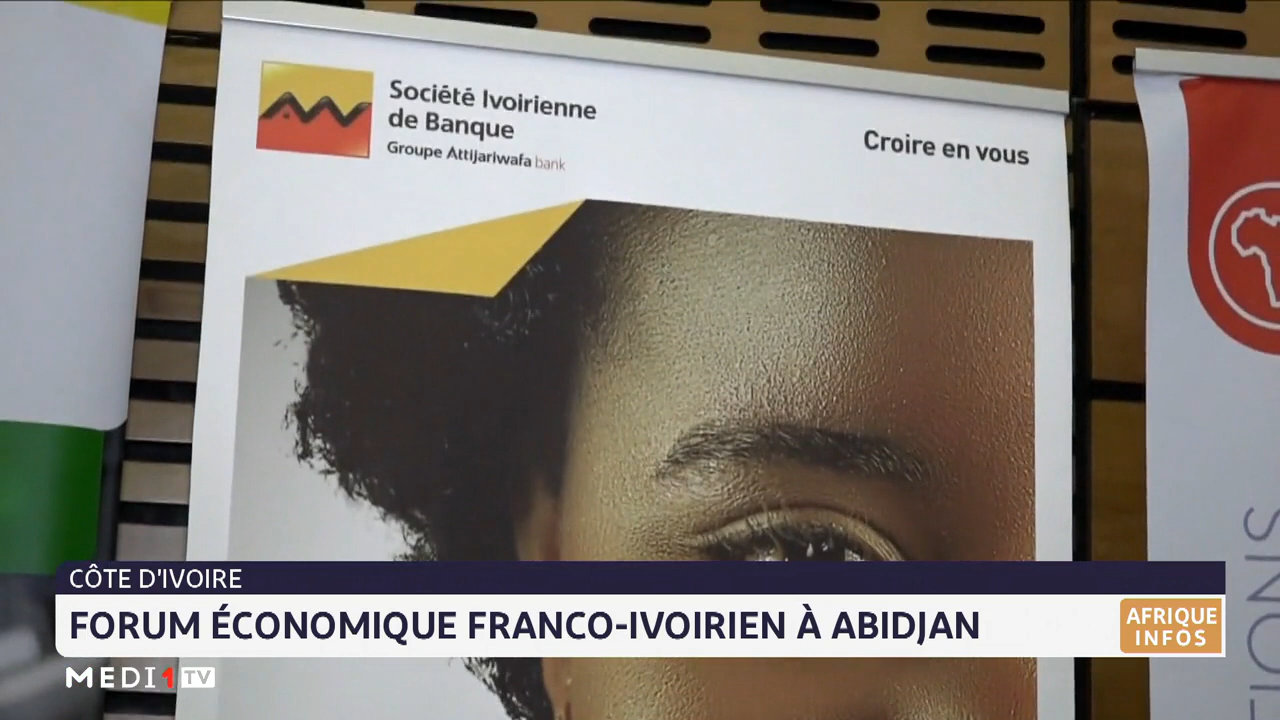 Société Ivoirienne
de Banque
Groupe Attijariwafa bank
Croire en vous
CÔTE D'IVOIRE
FORUM ÉCONOMIQUE FRANCO-IVOIRIEN À ABIDJAN
AFRIQUE
INFOS
MEDI1TV